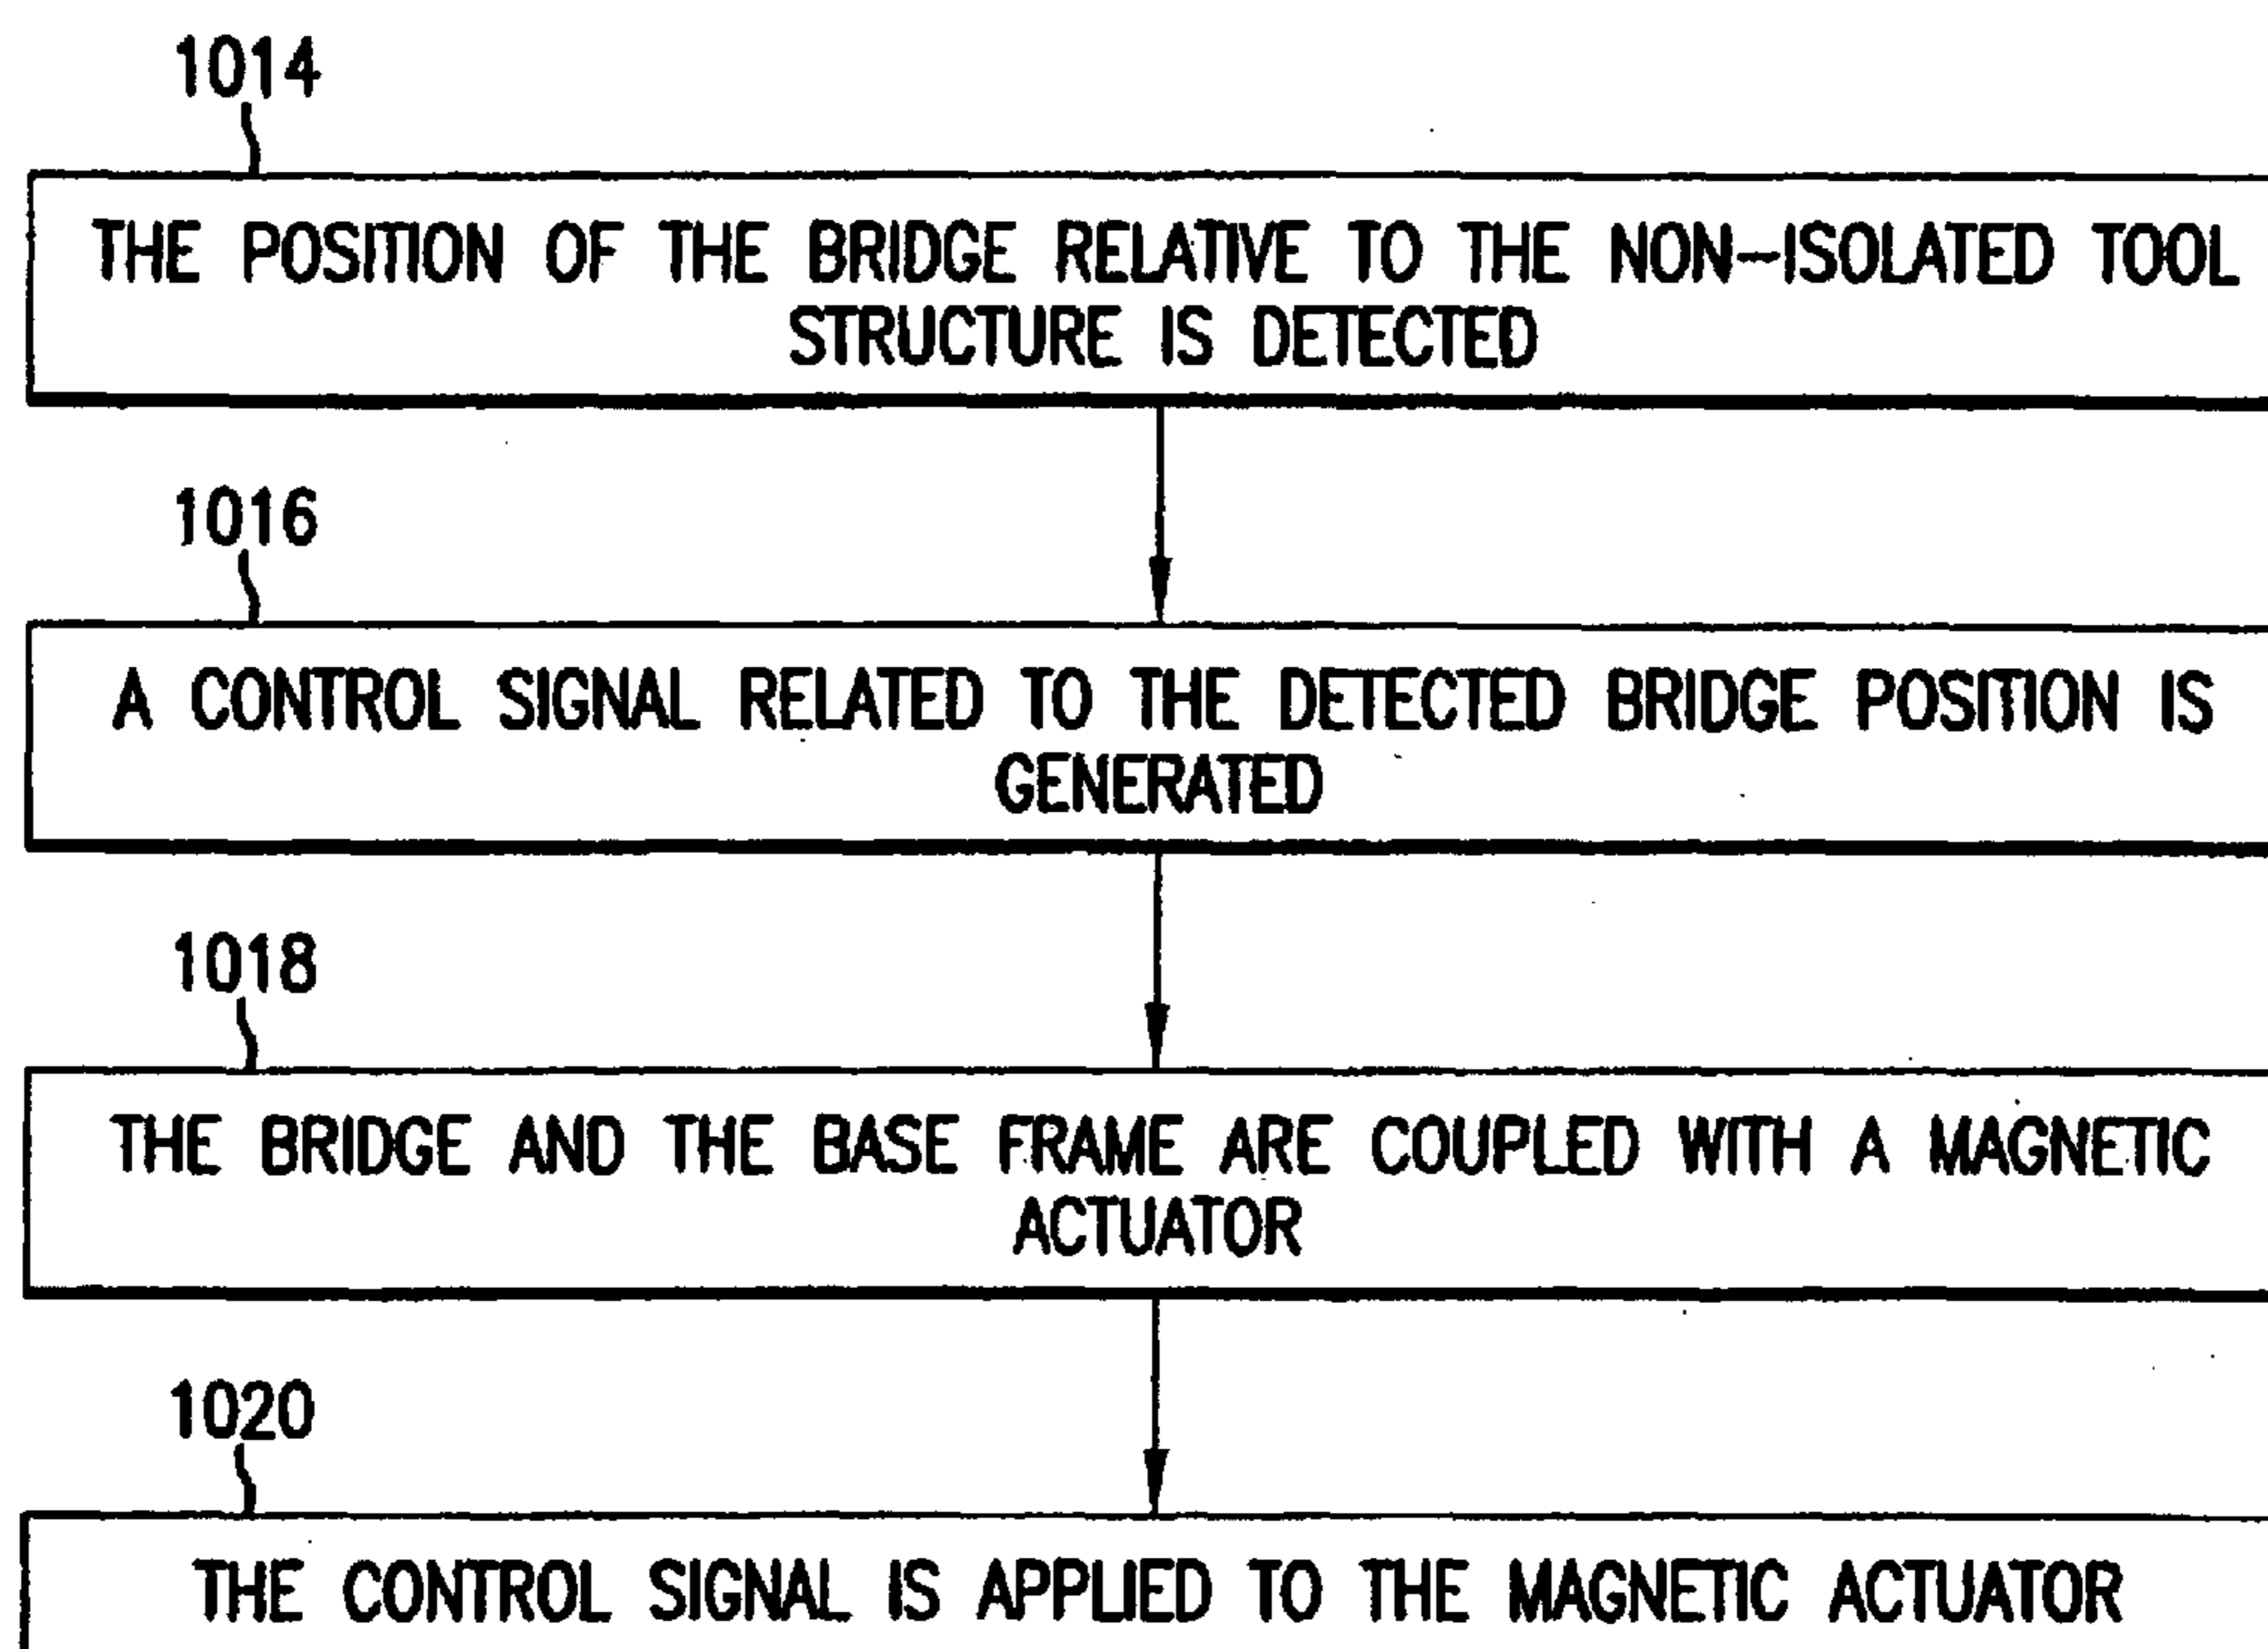 1014
THE POSITION OF THE BRIDGE RELATIVE TO THE NON-ISOLATED TOOL
STRUCTURE IS DETECTED
1016
A CONTROL SIGNAL RELATED TO THE DETECTED BRIDGE POSITION IS
GENERATED
1018
THE BRIDGE AND THE BASE FRAME ARE COUPLED WITH A MAGNETIC
ACTUATOR
1020
THE CONTROL SIGNAL IS APPLIED TO THE MAGNETIC ACTUATOR